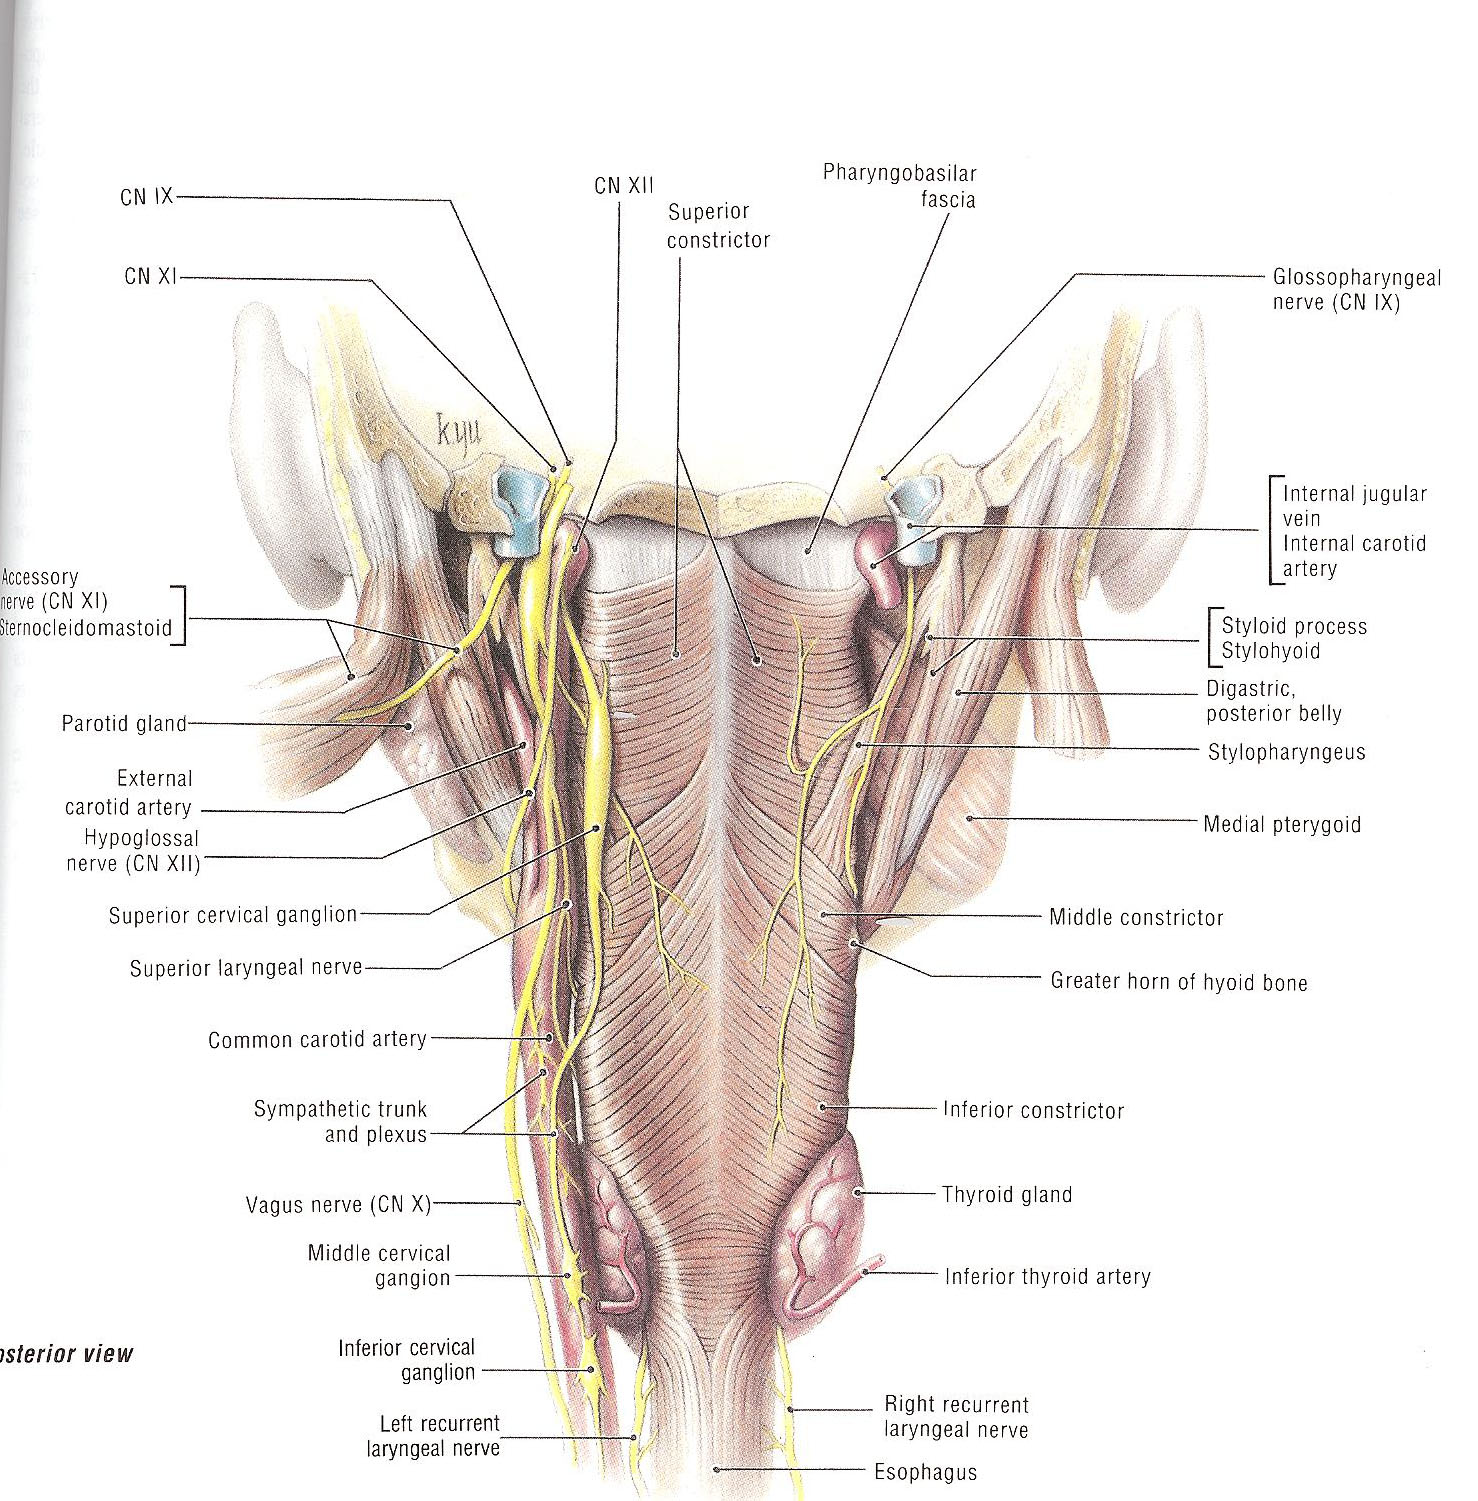 CN IX
CN XII
Pharyngobasilar
fascia
Superior
constrictor
CN XI
Glossopharyngeal
nerve (CN IX)
kyu
Internal jugular
vein
Internal carotid
artery
Accessory
nerve (CN XI)
Sternocleidomastoid
Styloid process
Stylohyoid
Digastric,
posterior belly
Parotid gland
Stylopharyngeus
External
carotid artery
Medial pterygoid
Hypoglossal
nerve (CN XII)
Superior cervical ganglion
Middle constrictor
Superior laryngeal nerve
Greater horn of hyoid bone
Common carotid artery
Sympathetic trunk
and plexus
Inferior constrictor
Vagus nerve (CN X)
Thyroid gland
Middle cervical
gangion
Inferior thyroid artery
osterior view
Inferior cervical
ganglion
Left recurrent
laryngeal nerve
Right recurrent
laryngeal nerve
Esophagus